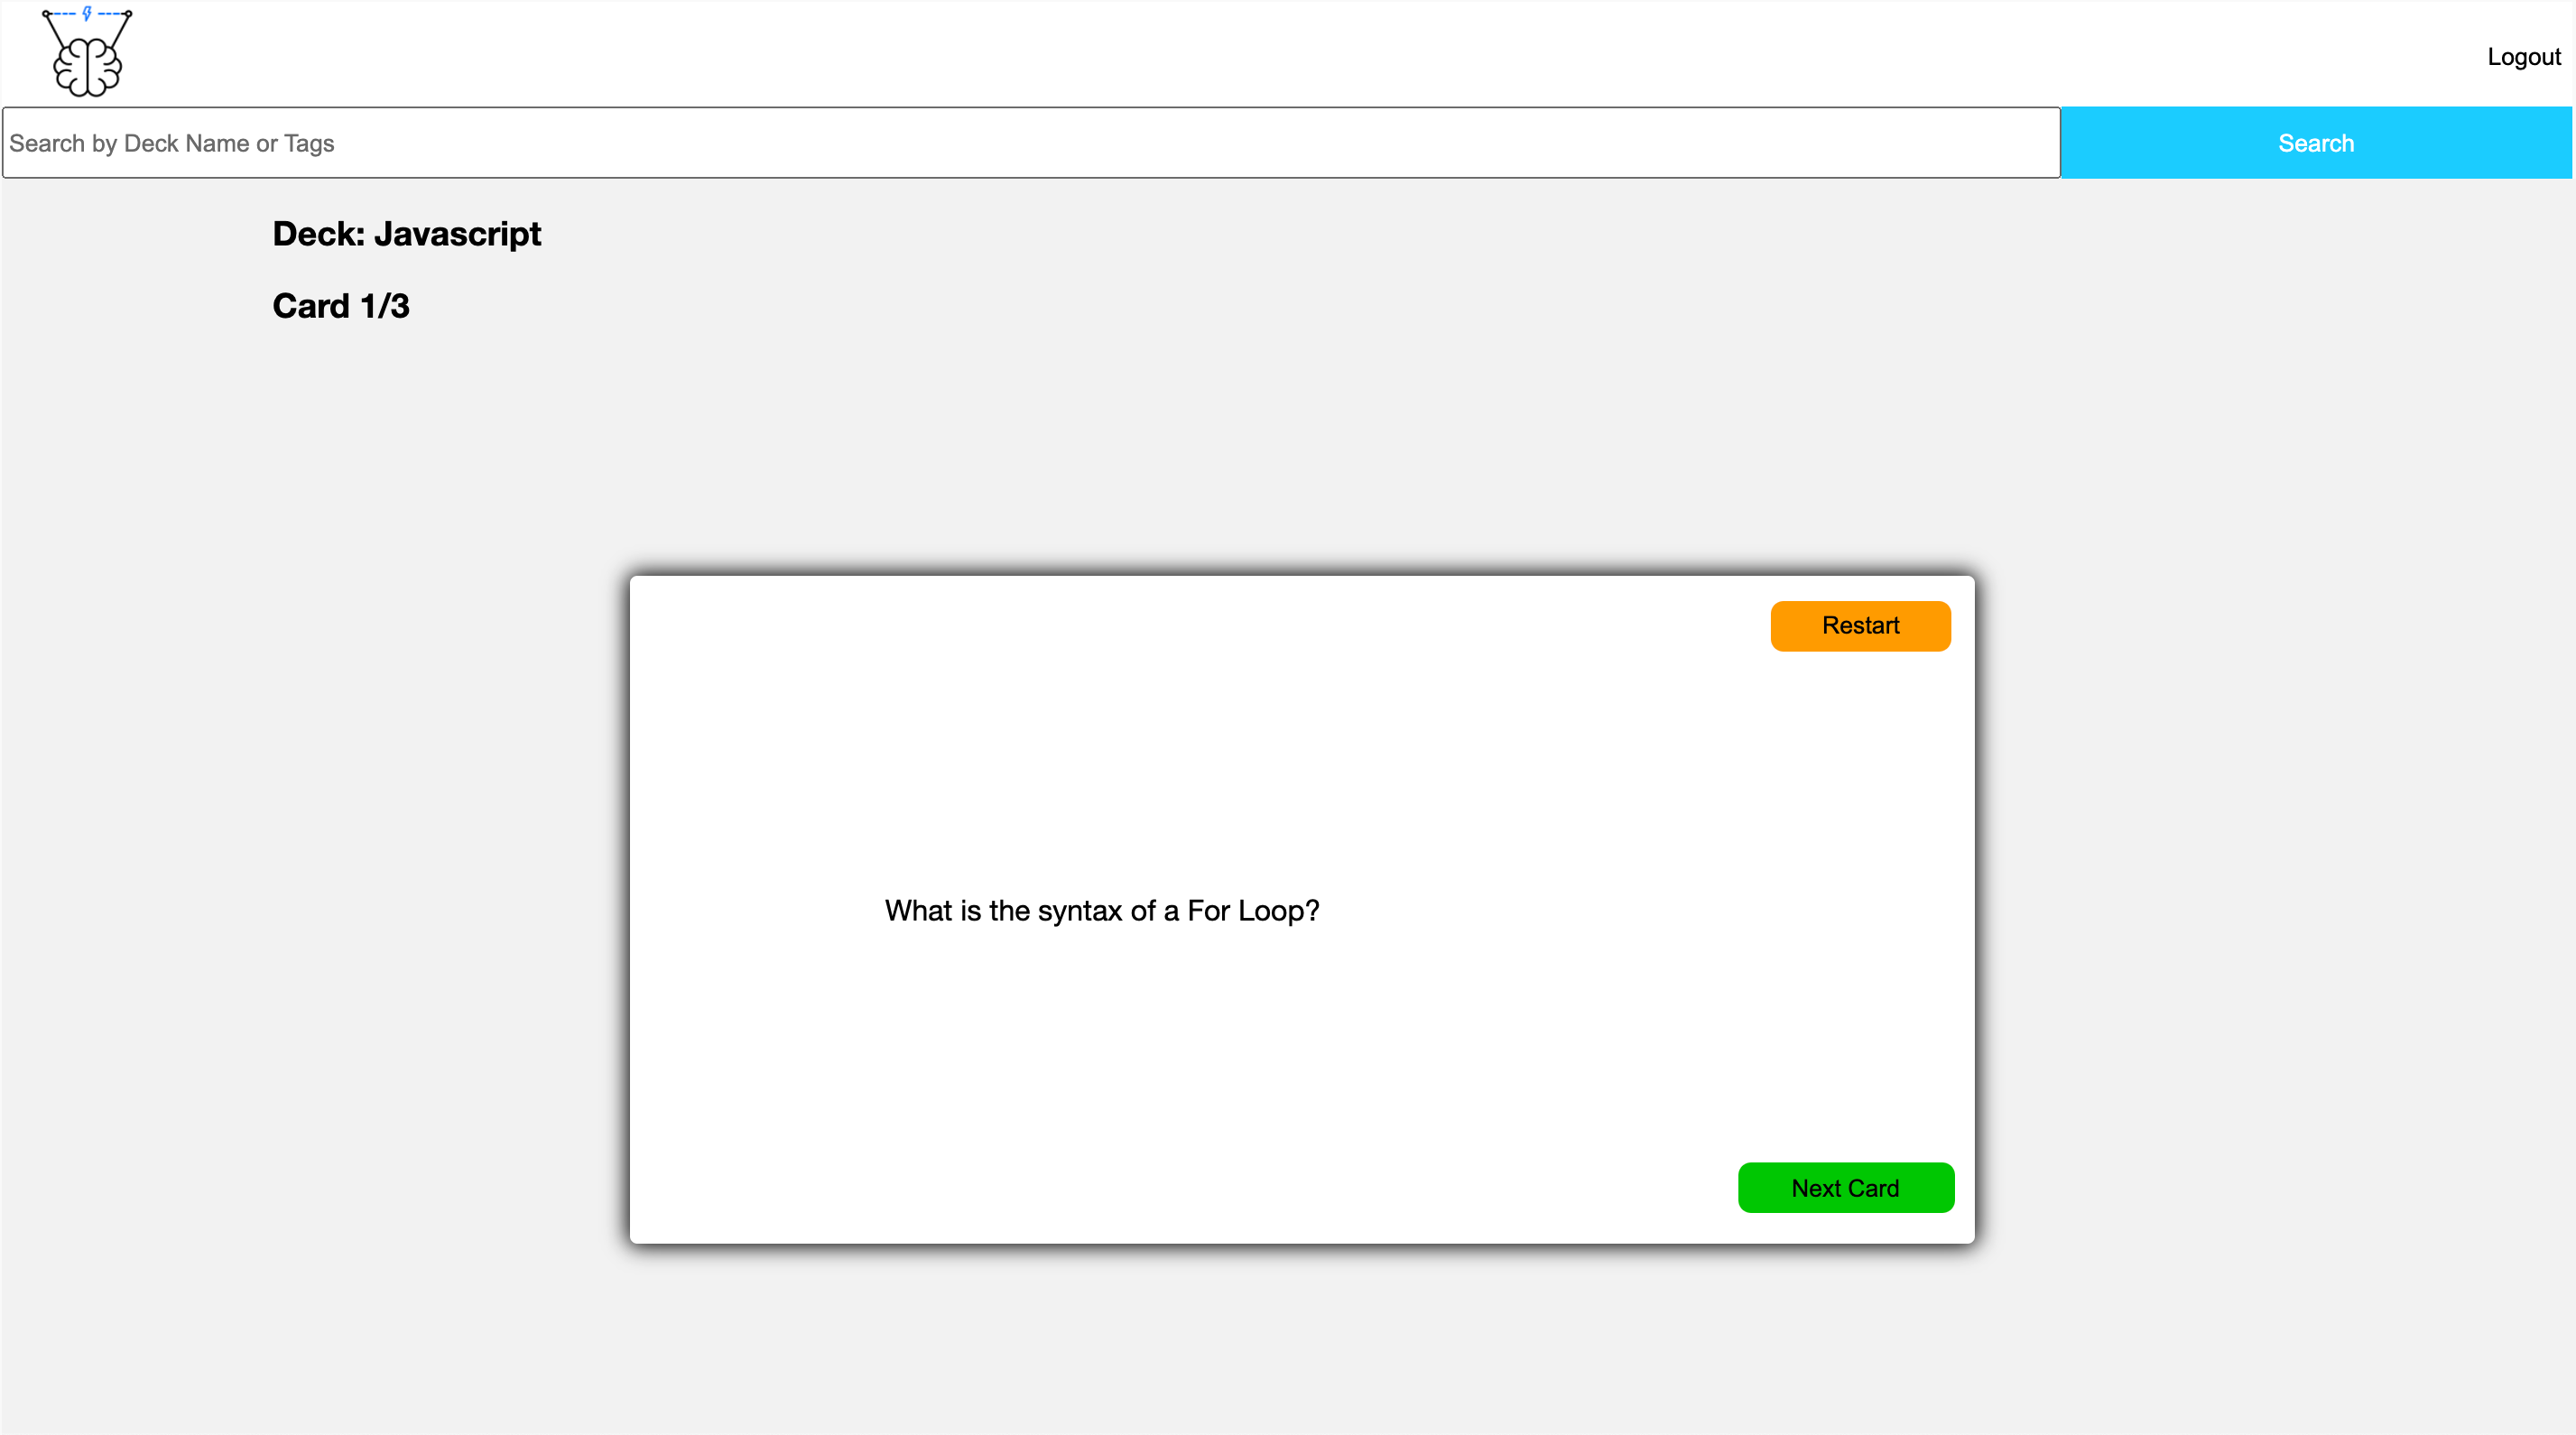 Logout
Search by Deck Name or Tags
Search
Deck: Javascript
Card 1/3
Restart
What is the syntax of a For Loop?
Next Card